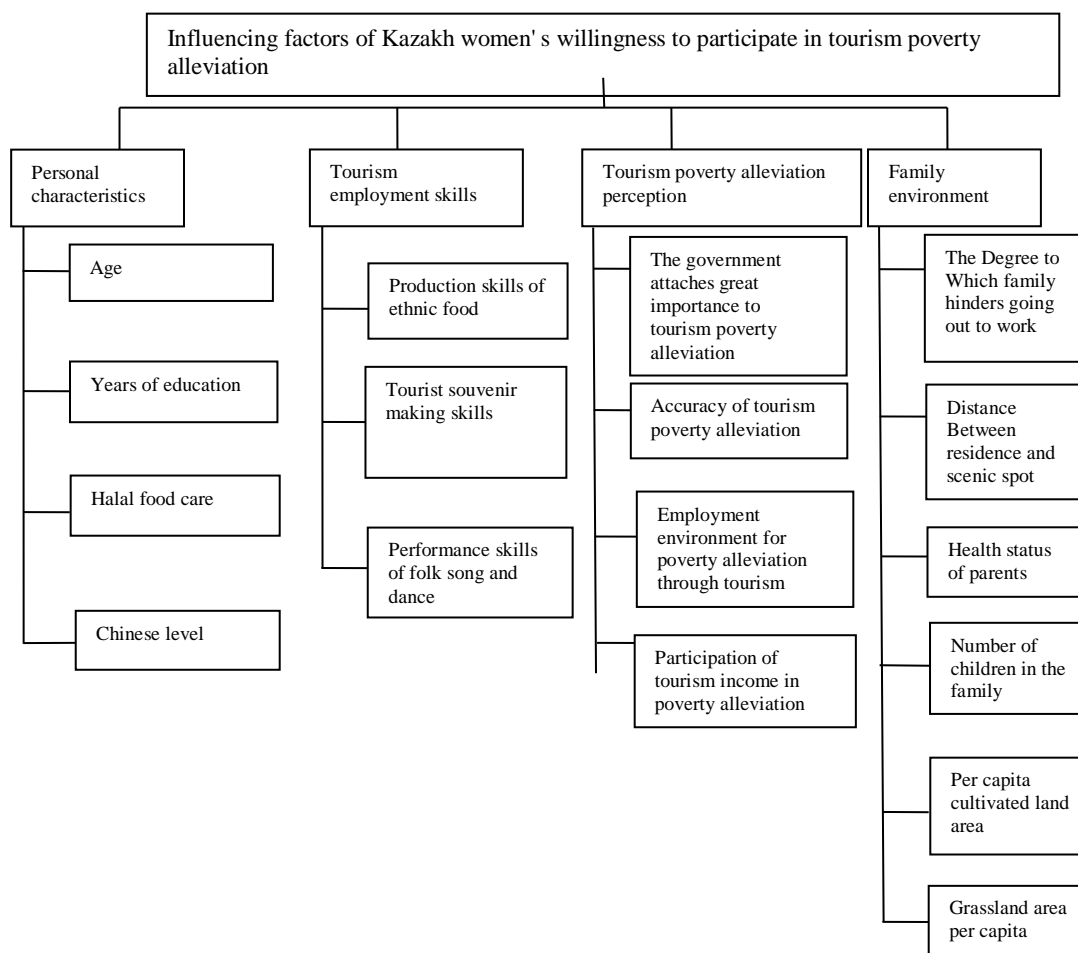 Influencing factors of Kazakh women's willingness to participate in tourism poverty
alleviation
Personal
characteristics
Age
Years of education
Halal food care
Chinese level
Tourism
employment skills
Production skills of
ethnic food
Tourist souvenir
making skills
Performance skills
of folk song and
dance
Tourism poverty alleviation
perception
The government
attaches great
importance to
tourism poverty
alleviation
Accuracy of tourism
poverty alleviation
Employment
environment for
poverty alleviation
through tourism
Participation of
tourism income in
poverty alleviation
Family
environment
The Degree to
Which family
hinders going
out to work
Distance
Between
residence and
scenic spot
Health status
of parents
Number of
children in the
family
Per capita
cultivated land
area
Grassland area
per capita